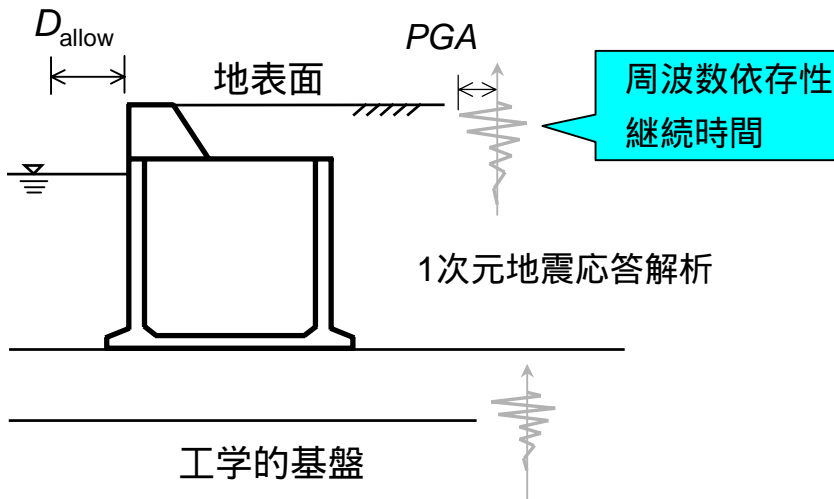 D allow
PGA
地表面
周波数依存性
継続時間
1次元地震応答解析
工学的基盤